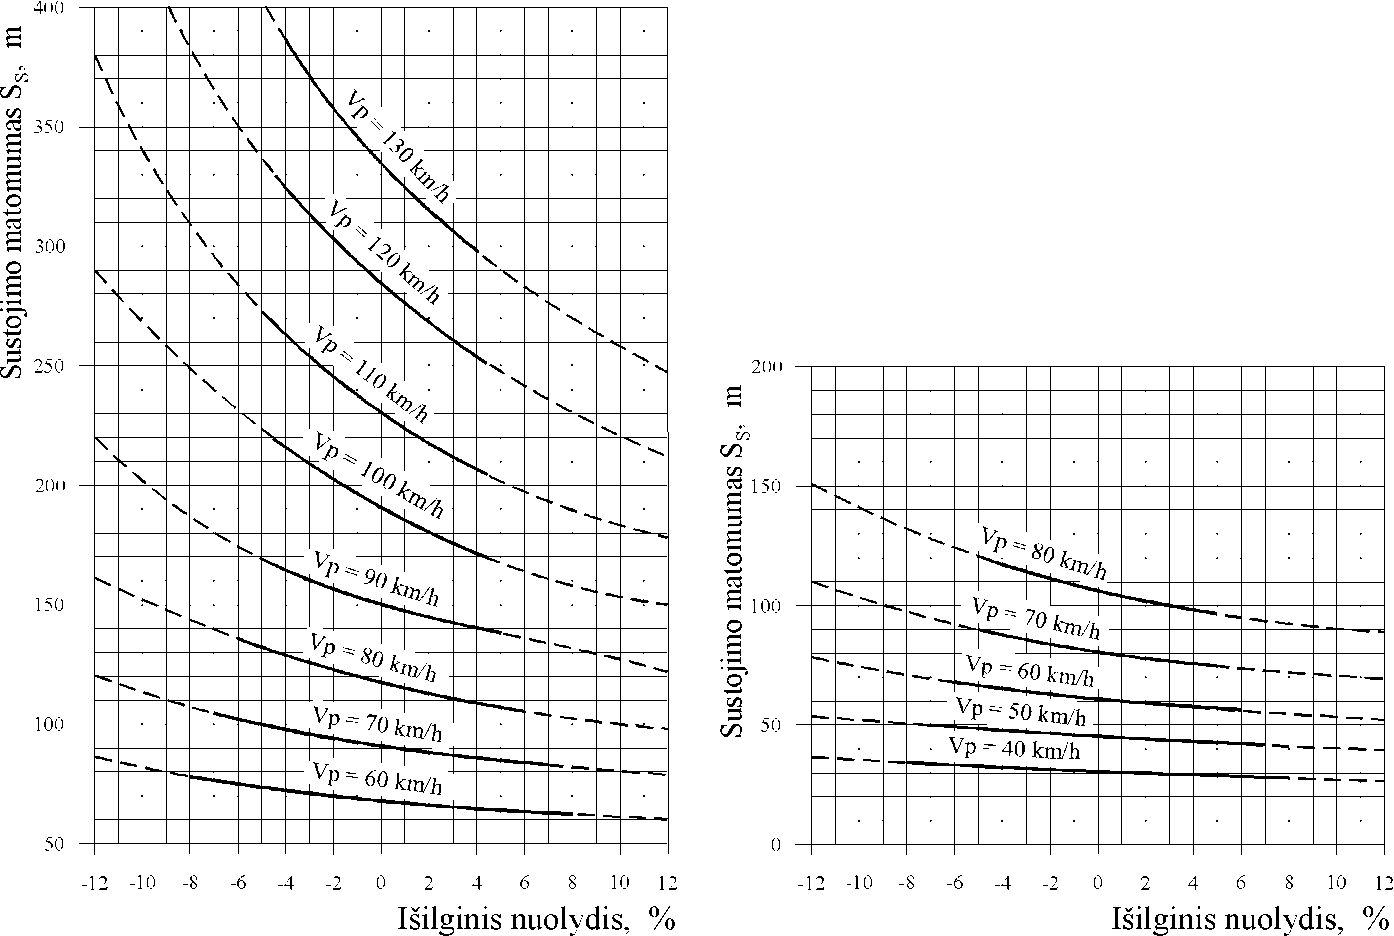 Sustojimo matomumas S_S, m
400
350
300
250
200
150
100
50
Vp = 130 km/h
Vp = 120 km/h
Vp = 110 km/h
Vp = 100 km/h
Vp = 90 km/h
Vp = 80 km/h
Vp = 70 km/h
Vp = 60 km/h
-12 -10 -8 -6 -4 -2 0 2 4 6 8 10 12
Išilginis nuolydis, %
Sustojimo matomumas S_S, m
200
150
100
50
0
Vp = 80 km/h
Vp = 70 km/h
Vp = 60 km/h
Vp = 50 km/h
Vp = 40 km/h
-12 -10 -8 -6 -4 -2 0 2 4 6 8 10 12
Išilginis nuolydis, %